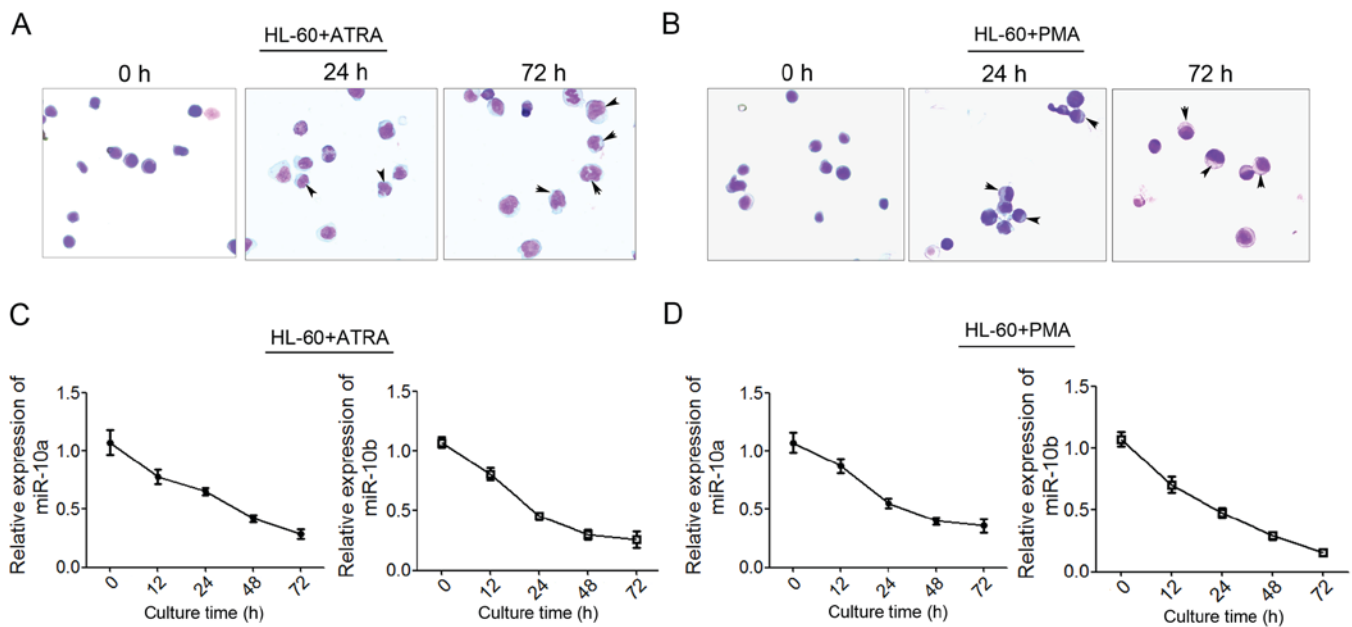 A
HL-60+ATRA
0 h
24 h
72 h
B
HL-60+PMA
0 h
24 h
72 h
C
HL-60+ATRA
Relative expression of
miR-10a
1.5
1.0
0.5
0.0
0
12
24
48
72
Culture time (h)
Relative expression of
miR-10b
1.5
1.0
0.5
0.0
0
12
24
48
72
Culture time (h)
D
HL-60+PMA
Relative expression of
miR-10a
1.5
1.0
0.5
0.0
0
12
24
48
72
Culture time (h)
Relative expression of
miR-10b
1.5
1.0
0.5
0.0
0
12
24
48
72
Culture time (h)